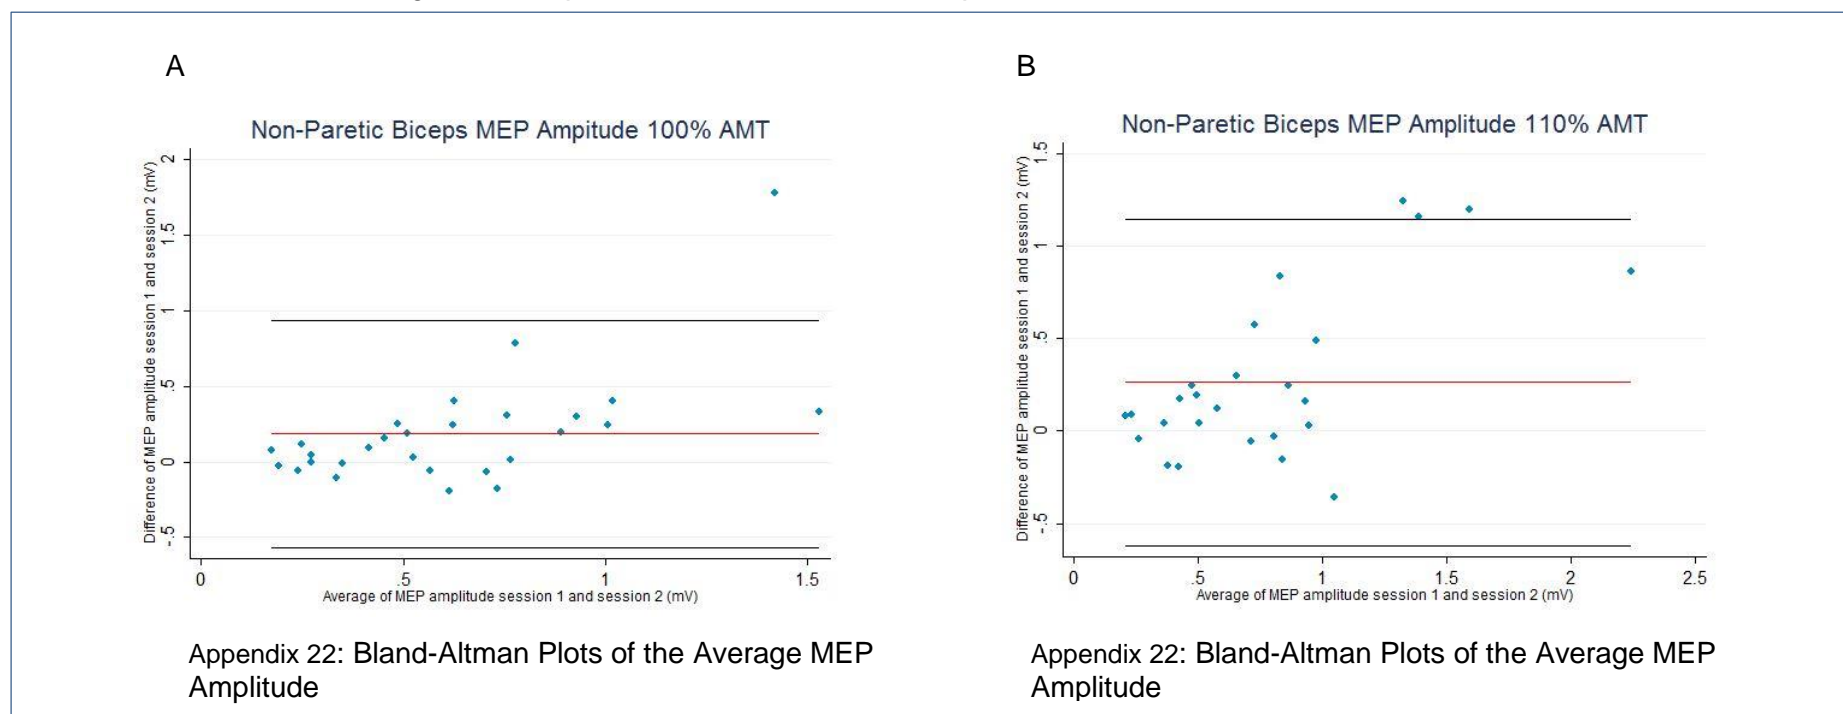 A
Non-Paretic Biceps MEP Ampitude 100% AMT
Difference of MEP amplitude session 1 and session 2 (mV)
2
1.5
1
.5
0
-.5
0 .5 1 1.5
Average of MEP amplitude session 1 and session 2 (mV)
Appendix 22: Bland-Altman Plots of the Average MEP
Amplitude
B
Non-Paretic Biceps MEP Amplitude 110% AMT
Difference of MEP amplitude session 1 and session 2 (mV)
1.5
1
.5
0
-.5
0 .5 1 1.5 2 2.5
Average of MEP amplitude session 1 and session 2 (mV)
Appendix 22: Bland-Altman Plots of the Average MEP
Amplitude